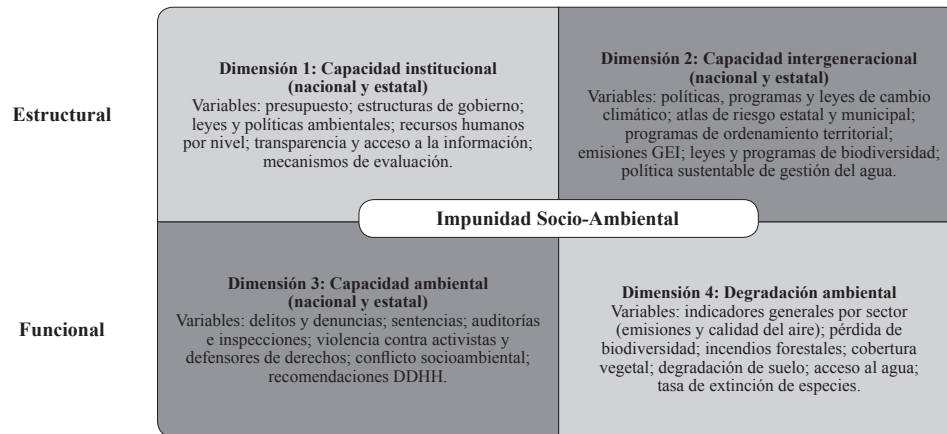 Estructural
Dimensión 1: Capacidad institucional
(nacional y estatal)
Variables: presupuesto; estructuras de gobierno;
leyes y políticas ambientales; recursos humanos
por nivel; transparencia y acceso a la información;
mecanismos de evaluación.
Dimensión 2: Capacidad intergeneracional
(nacional y estatal)
Variables: políticas, programas y leyes de cambio
climático; atlas de riesgo estatal y municipal;
programas de ordenamiento territorial;
emisiones GEI; leyes y programas de biodiversidad;
política sustentable de gestión del agua.
Impunidad Socio-Ambiental
Funcional
Dimensión 3: Capacidad ambiental
(nacional y estatal)
Variables: delitos y denuncias; sentencias; auditorías
e inspecciones; violencia contra activistas y
defensores de derechos; conflicto socioambiental;
recomendaciones DDHH.
Dimensión 4: Degradación ambiental
Variables: indicadores generales por sector
(emisiones y calidad del aire); pérdida de
biodiversidad; incendios forestales; cobertura
vegetal; degradación de suelo; acceso al agua;
tasa de extinción de especies.